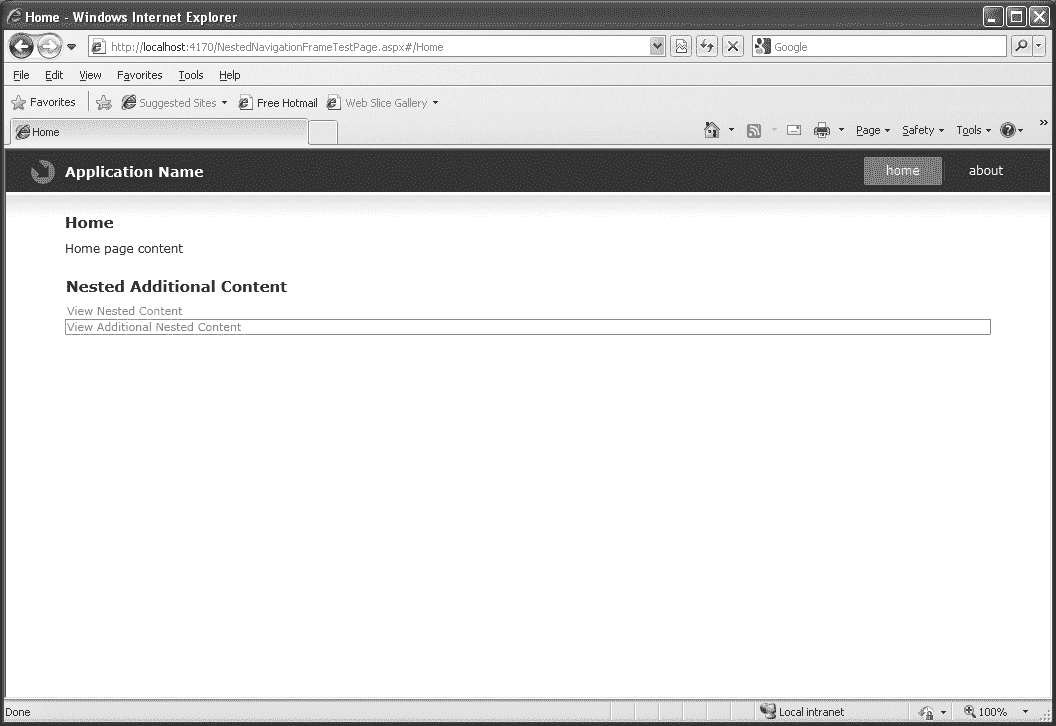 Home - Windows Internet Explorer
http://localhost:4170/NestedNavigationFrameTestPage.aspx#/Home
Google
File Edit View Favorites Tools Help
Favorites Suggested Sites Free Hotmail Web Slice Gallery
Home Page Safety Tools »
Application Name home about
Home
Home page content
Nested Additional Content
View Nested Content
View Additional Nested Content
Done Local intranet 100%